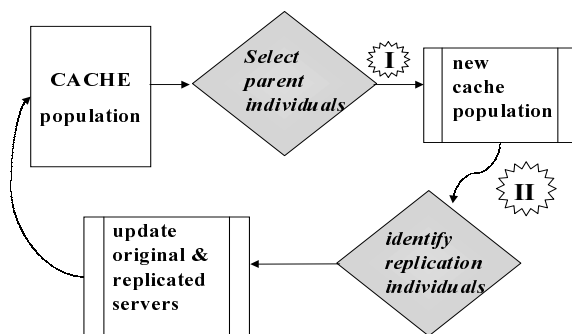 CACHE
population
Select
parent
individuals
I
new
cache
population
II
identify
replication
individuals
update
original &
replicated
servers